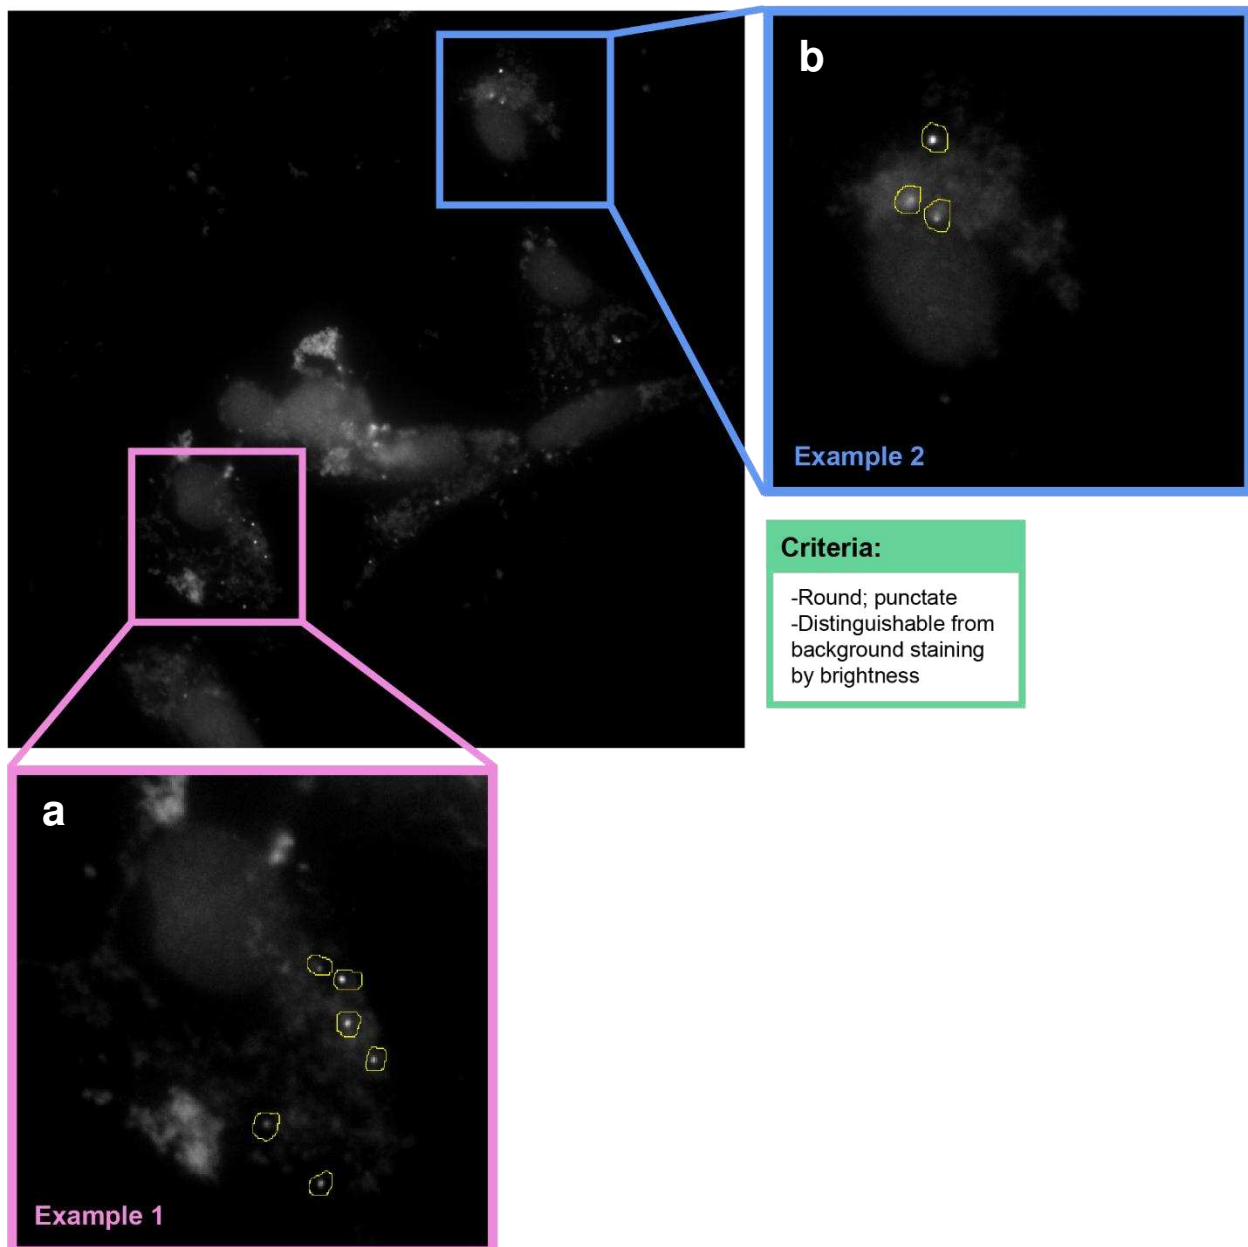 b
Example 2
Criteria:
-Round; punctate
-Distinguishable from
background staining
by brightness
a
Example 1